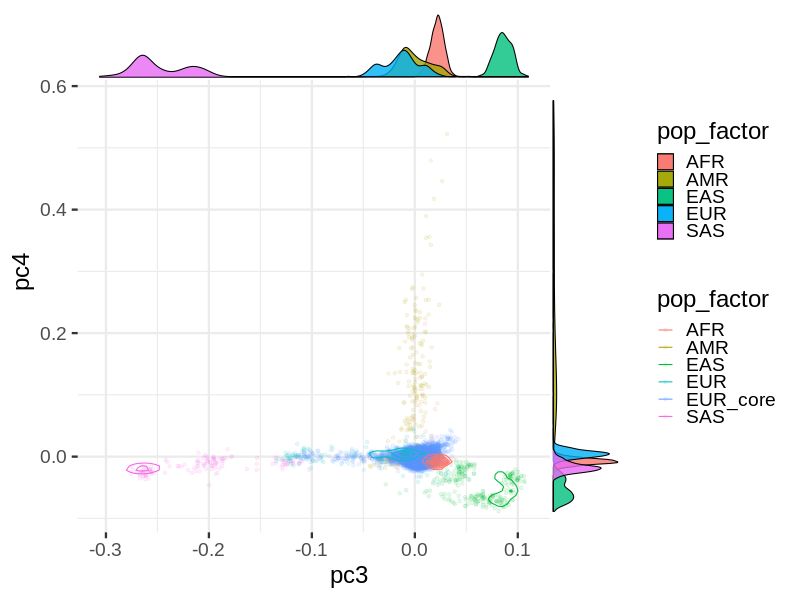 0.6
0.4
0.2
0.0
pc4
-0.3
-0.2
-0.1
0.0
0.1
pc3
pop_factor
AFR
AMR
EAS
EUR
SAS
pop_factor
AFR
AMR
EAS
EUR
EUR_core
SAS